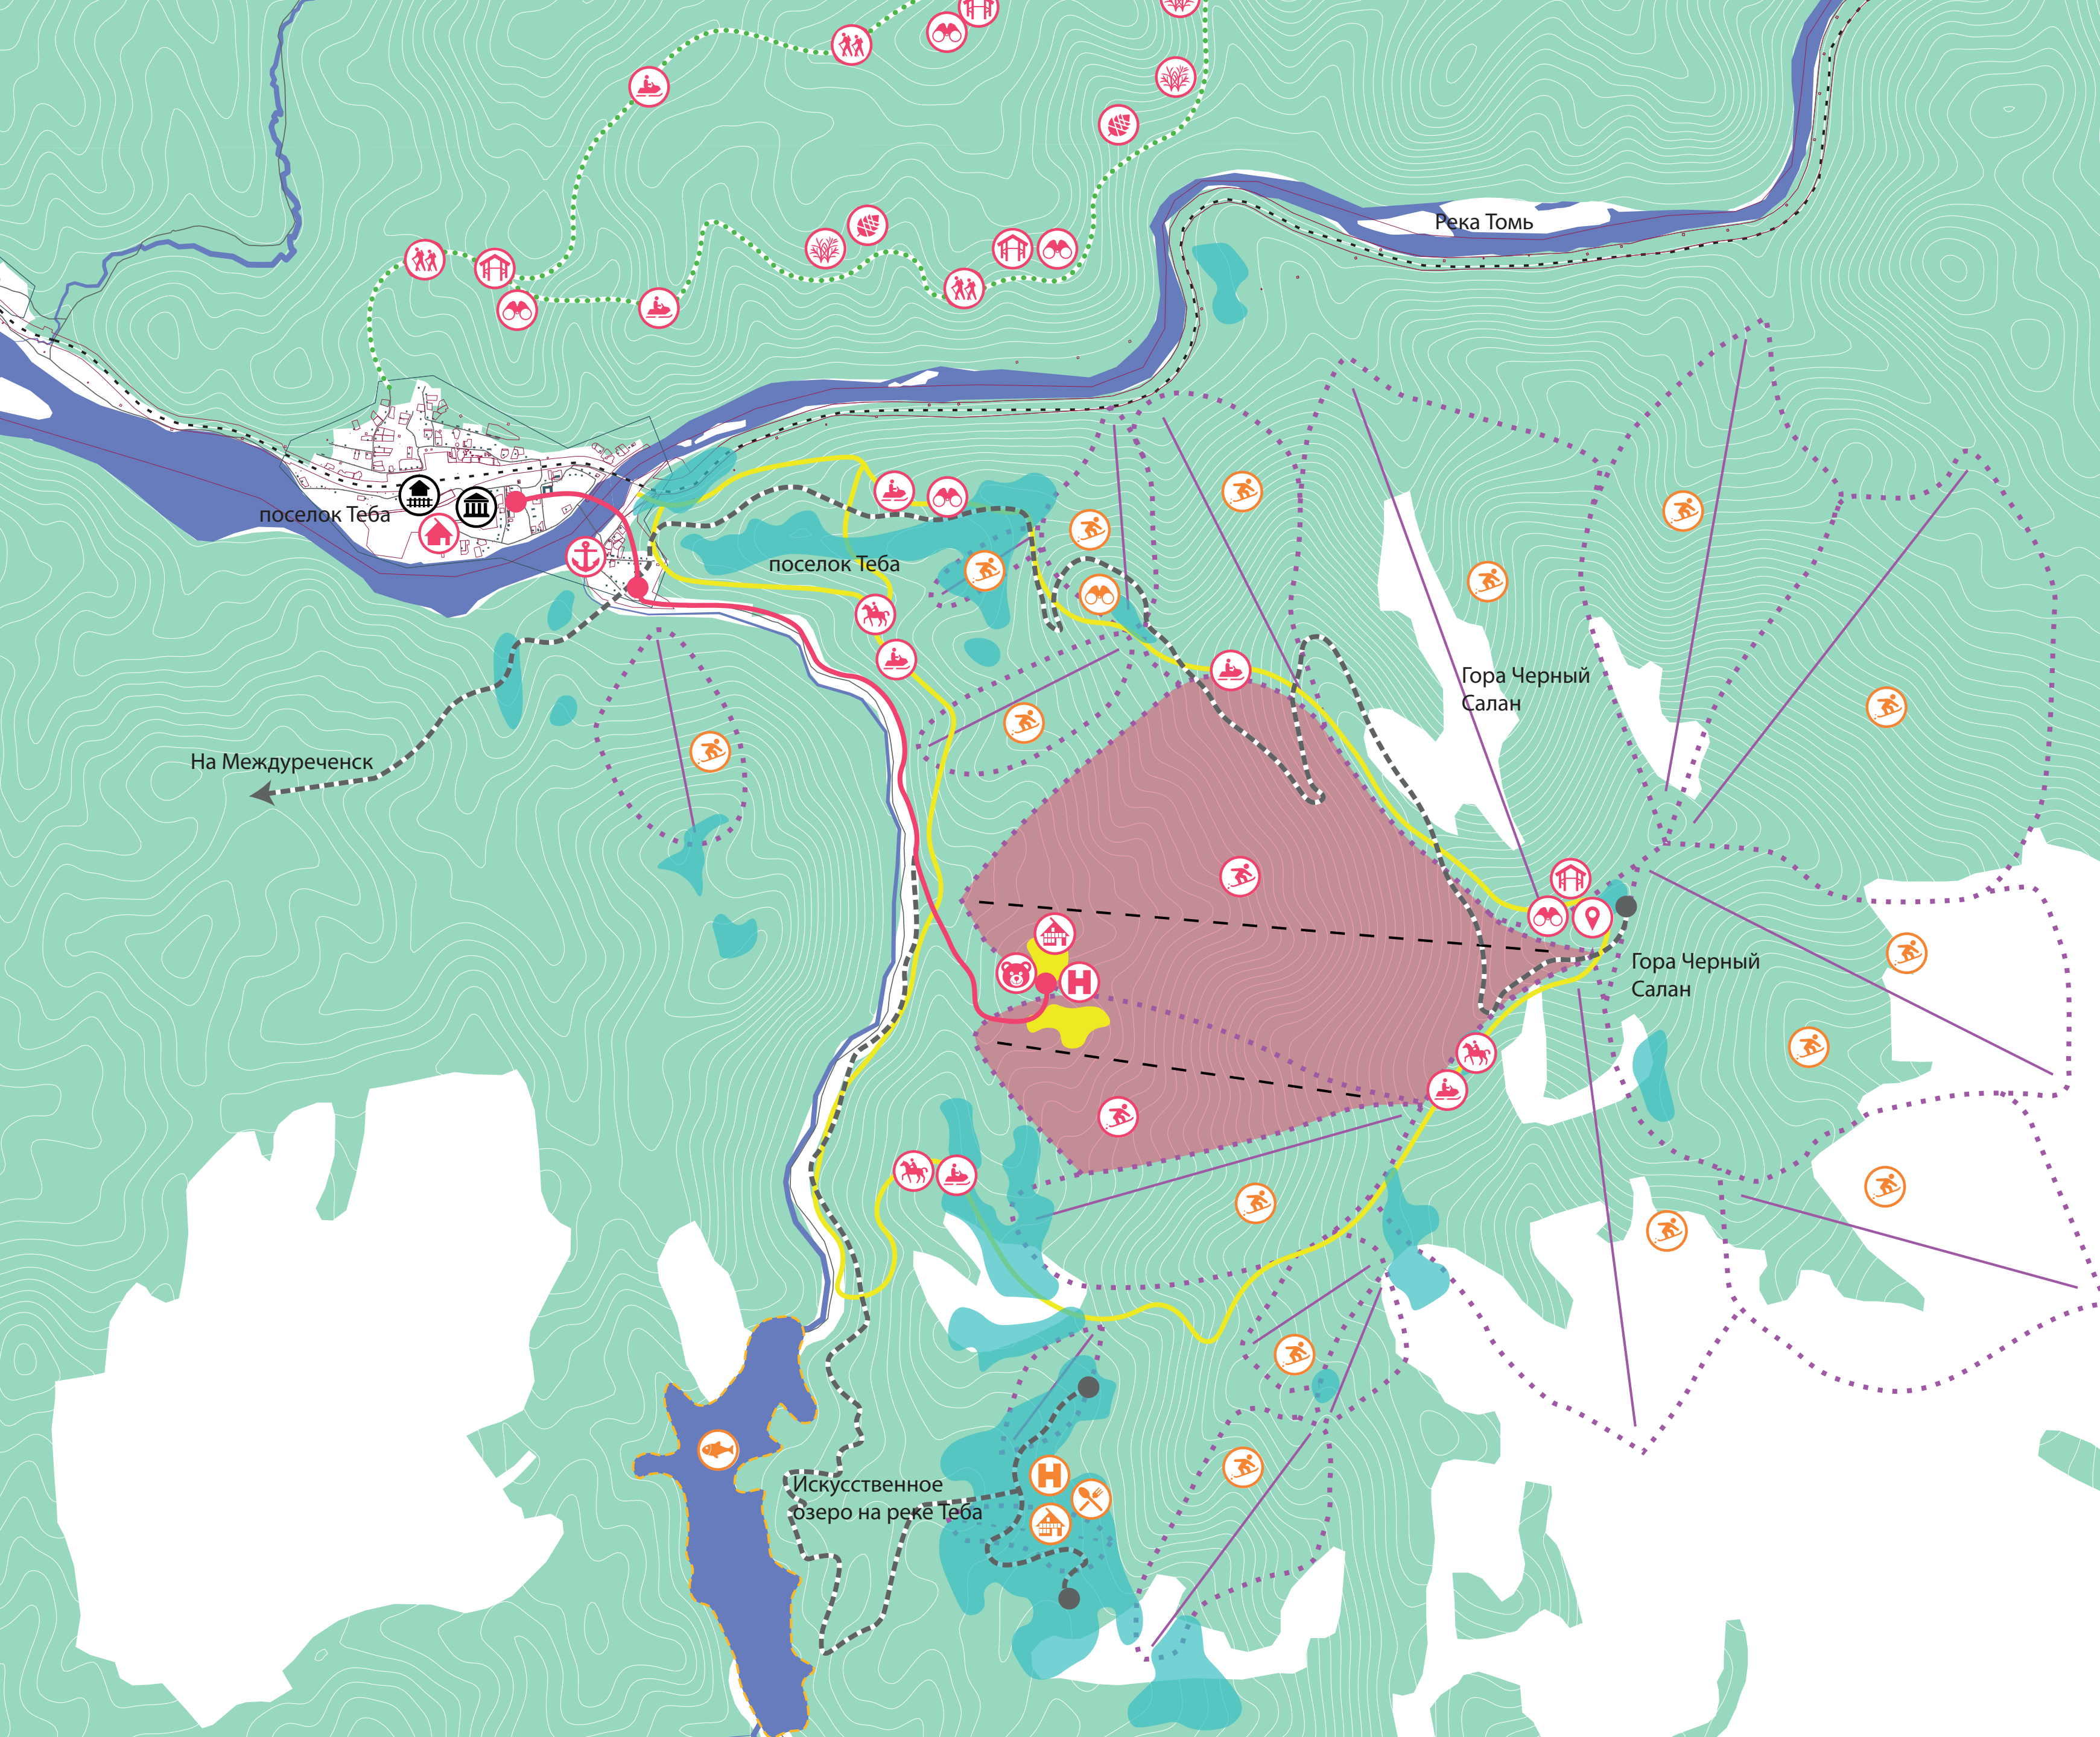 Река Томь
поселок Теба
поселок Теба
Гора Черный
Салан
На Междуреченск
Гора Черный
Салан
Искусственное
озеро на реке Теба
H
H